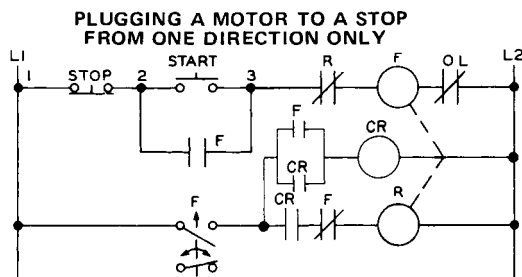 PLUGGING A MOTOR TO A STOP
FROM ONE DIRECTION ONLY
L1 L2
1 STOP 2 START 3 R F OL
F
F CR
CR
CR F R
F